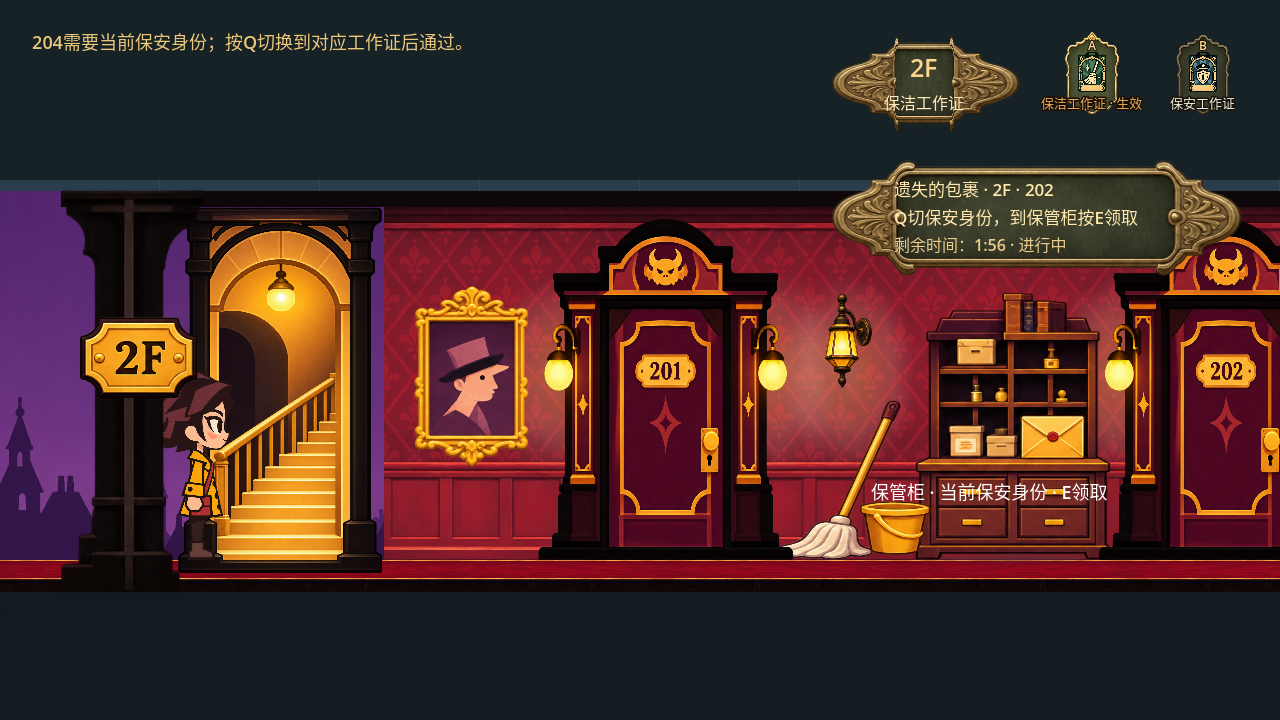 204需要当前保安身份；按Q切换到对应工作证后通过。
2F
保洁工作证
A
保洁工作证·生效
B
保安工作证
遗失的包裹 · 2F · 202
Q切保安身份，到保管柜按E领取
剩余时间：1:56 · 进行中
2F
201
202
保管柜 · 当前保安身份 · E领取